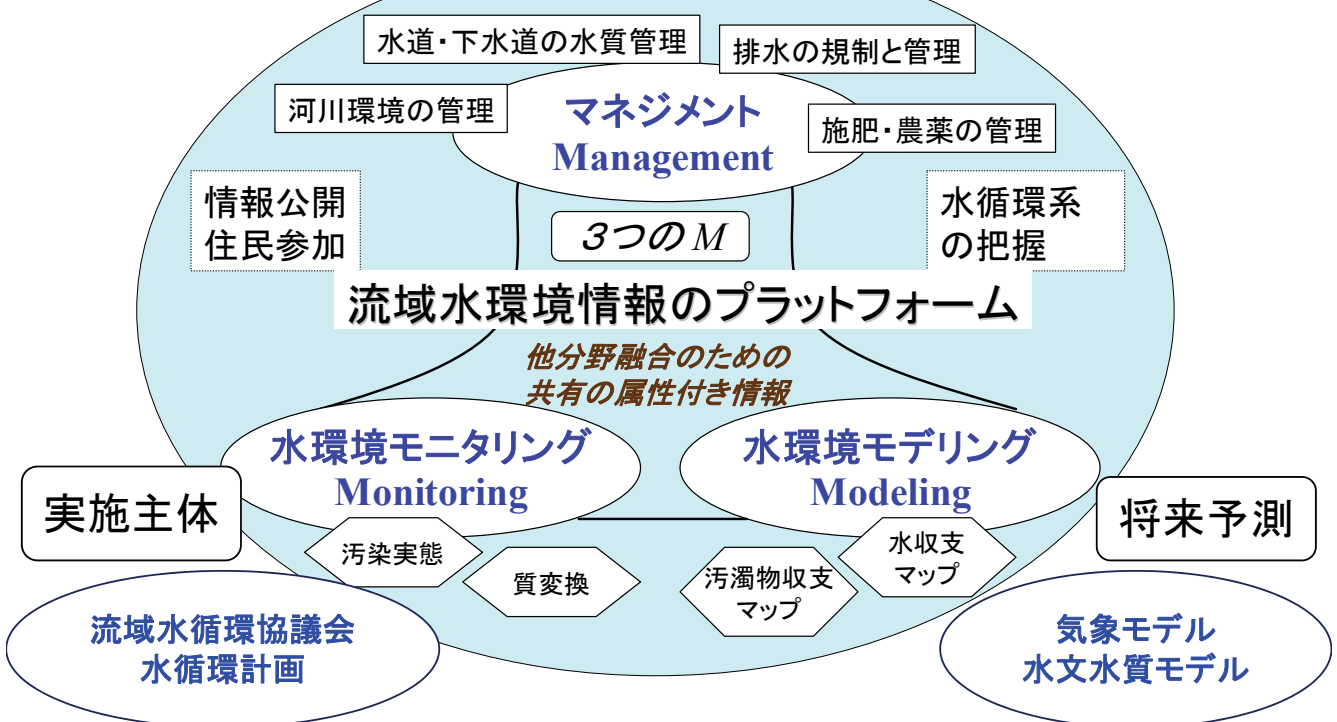 水道・下水道の水質管理
排水の規制と管理
河川環境の管理
マネジメント
Management
施肥・農薬の管理
情報公開
住民参加
3つのM
水循環系
の把握
流域水環境情報のプラットフォーム
他分野融合のための
共有の属性付き情報
水環境モニタリング
Monitoring
水環境モデリング
Modeling
実施主体
将来予測
汚染実態
質変換
汚濁物収支
マップ
水収支
マップ
流域水循環協議会
水循環計画
気象モデル
水文水質モデル